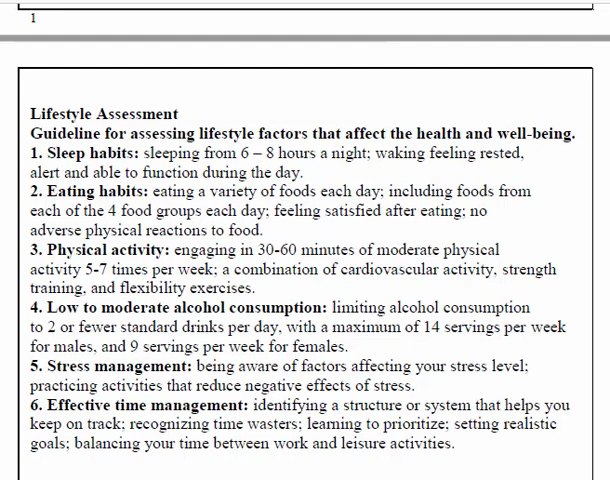 1
Lifestyle Assessment
Guideline for assessing lifestyle factors that affect the health and well-being.
1. Sleep habits: sleeping from 6 – 8 hours a night; waking feeling rested,
alert and able to function during the day.
2. Eating habits: eating a variety of foods each day; including foods from
each of the 4 food groups each day; feeling satisfied after eating; no
adverse physical reactions to food.
3. Physical activity: engaging in 30-60 minutes of moderate physical
activity 5-7 times per week; a combination of cardiovascular activity, strength
training, and flexibility exercises.
4. Low to moderate alcohol consumption: limiting alcohol consumption
to 2 or fewer standard drinks per day, with a maximum of 14 servings per week
for males, and 9 servings per week for females.
5. Stress management: being aware of factors affecting your stress level;
practicing activities that reduce negative effects of stress.
6. Effective time management: identifying a structure or system that helps you
keep on track; recognizing time wasters; learning to prioritize; setting realistic
goals; balancing your time between work and leisure activities.